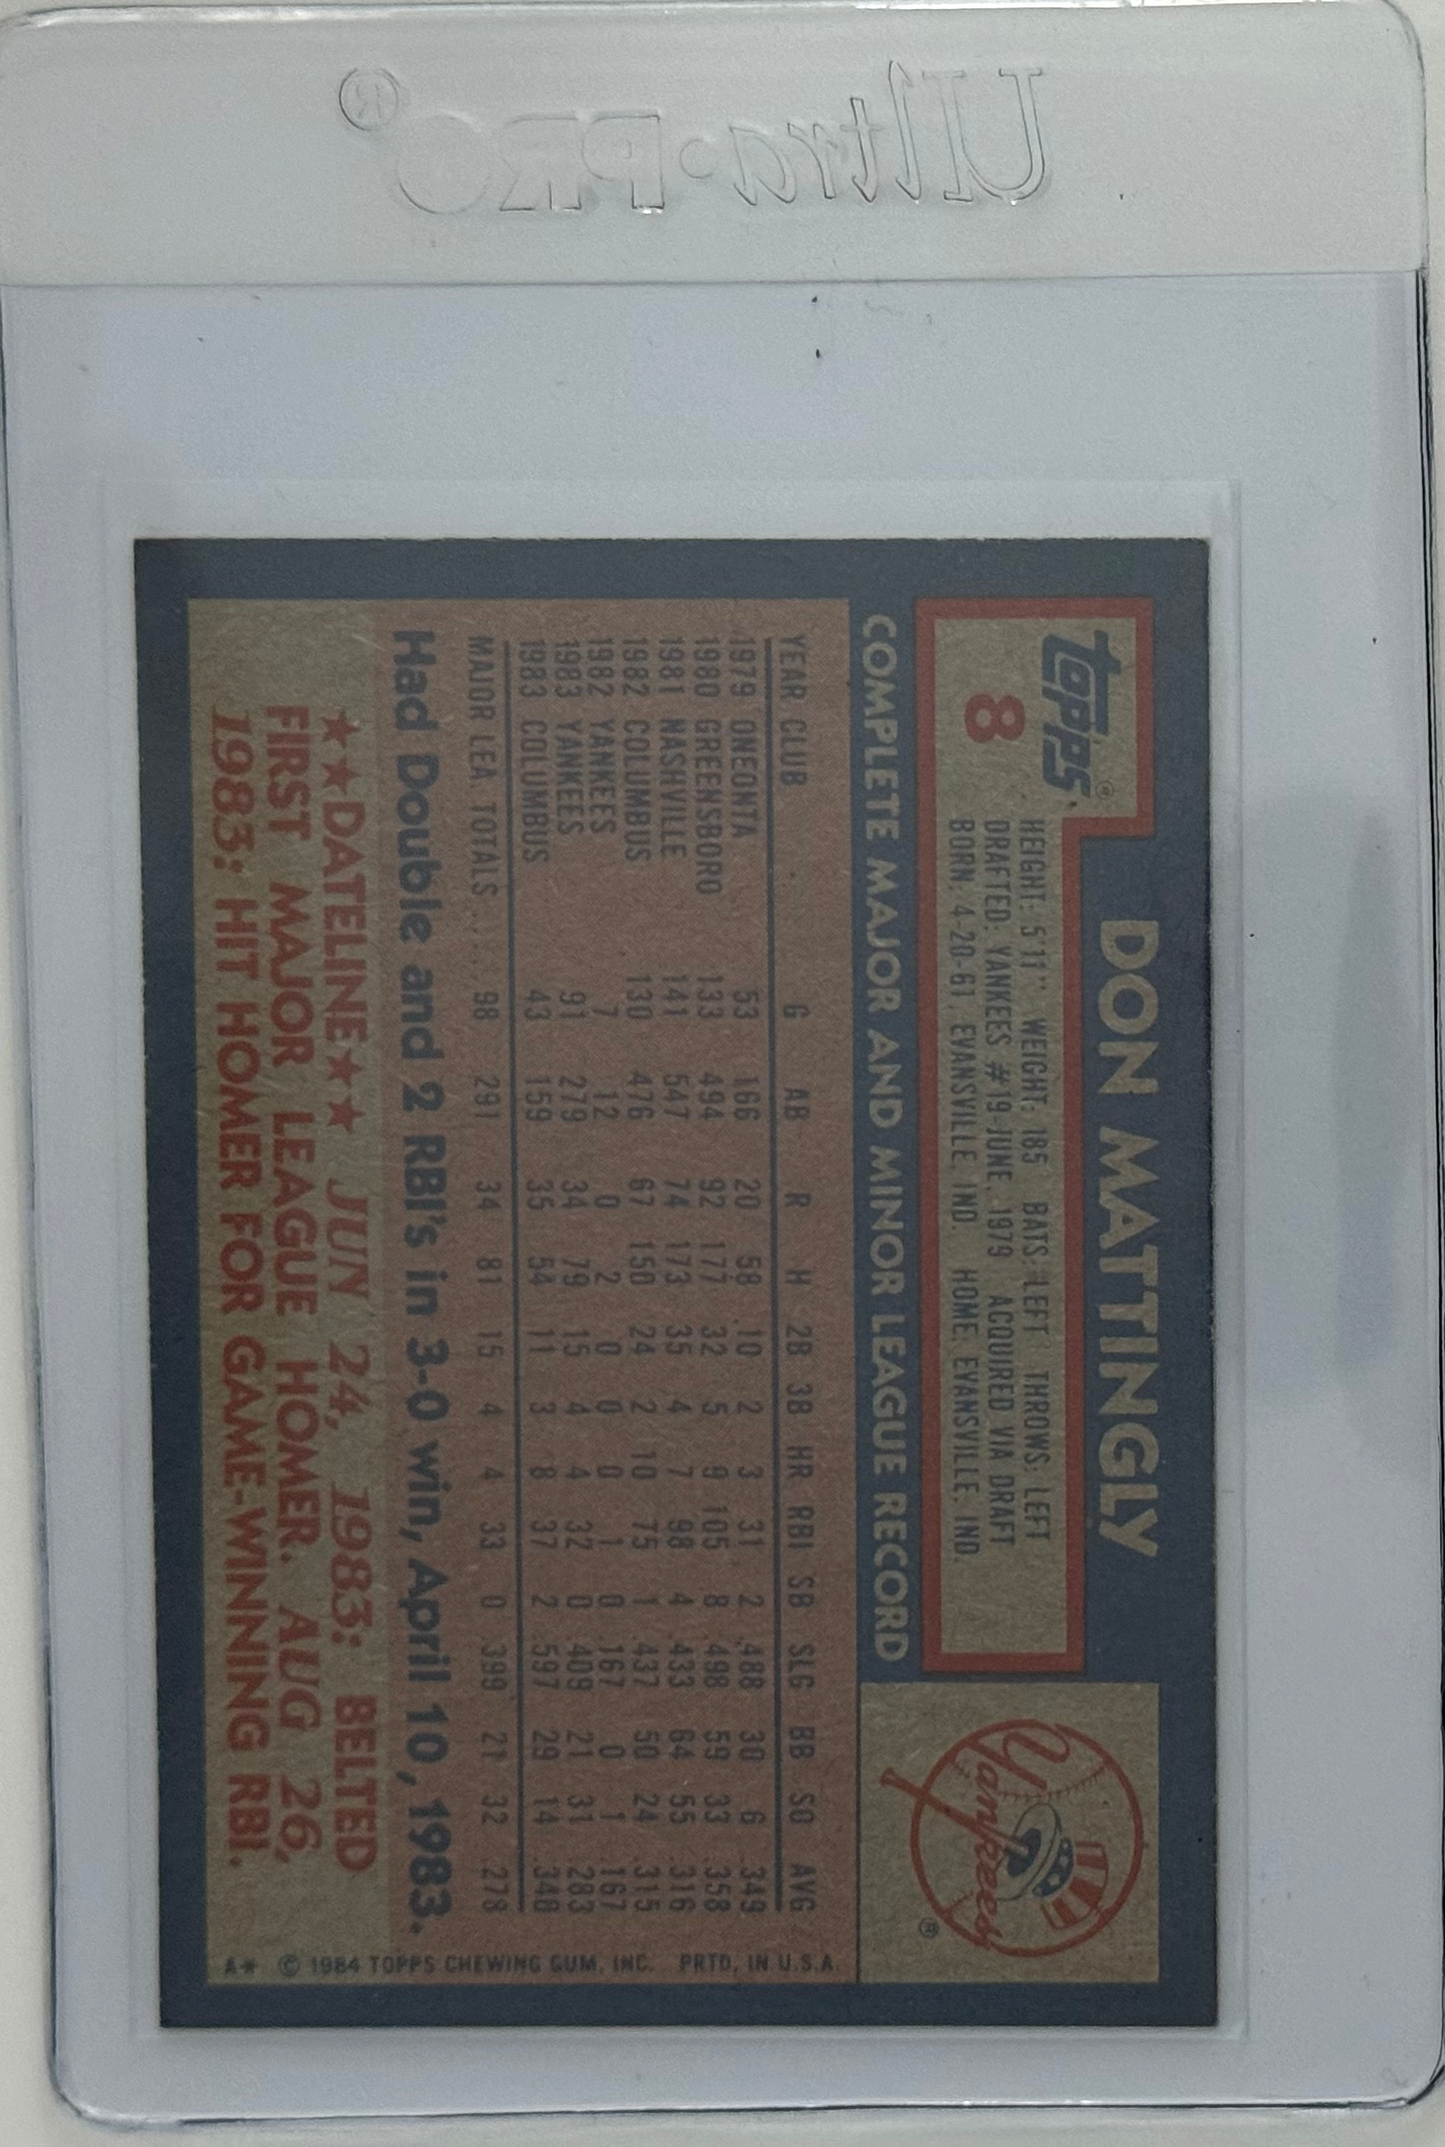 Ultra·PRO®
topps®
8
DON MATTINGLY
HEIGHT: 5'11" WEIGHT: 185 BATS: LEFT THROWS: LEFT
DRAFTED: YANKEES #19-JUNE, 1979 ACQUIRED VIA DRAFT
BORN: 4-20-61, EVANSVILLE, IND. HOME: EVANSVILLE, IND.
Yankees®
COMPLETE MAJOR AND MINOR LEAGUE RECORD
YEAR CLUB G AB R H 2B 3B HR RBI SB SLG BB SO AVG
1979 ONEONTA 53 166 20 58 10 2 3 31 2 .488 30 6 .349
1980 GREENSBORO 133 494 92 177 32 5 9 105 8 .498 59 33 .358
1981 NASHVILLE 141 547 74 173 35 4 7 98 4 .433 64 55 .316
1982 COLUMBUS 130 476 67 150 24 2 10 75 1 .437 50 24 .315
1982 YANKEES 7 12 0 2 0 0 0 1 0 .167 0 1 .167
1983 YANKEES 91 279 34 79 15 4 4 32 0 .409 21 31 .283
1983 COLUMBUS 43 159 35 54 11 3 8 37 2 .597 29 14 .340
MAJOR LEA. TOTALS...... 98 291 34 81 15 4 4 33 0 .399 21 32 .278
Had Double and 2 RBI's in 3-0 win, April 10, 1983.
★★DATELINE★★ JUN 24, 1983: BELTED
FIRST MAJOR LEAGUE HOMER. AUG 26,
1983: HIT HOMER FOR GAME-WINNING RBI.
A* © 1984 TOPPS CHEWING GUM, INC. PRTD. IN U.S.A.